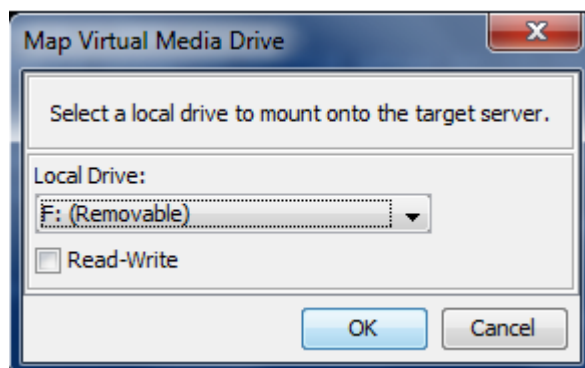 Map Virtual Media Drive
Select a local drive to mount onto the target server.
Local Drive:
F: (Removable)
Read-Write
OK
Cancel